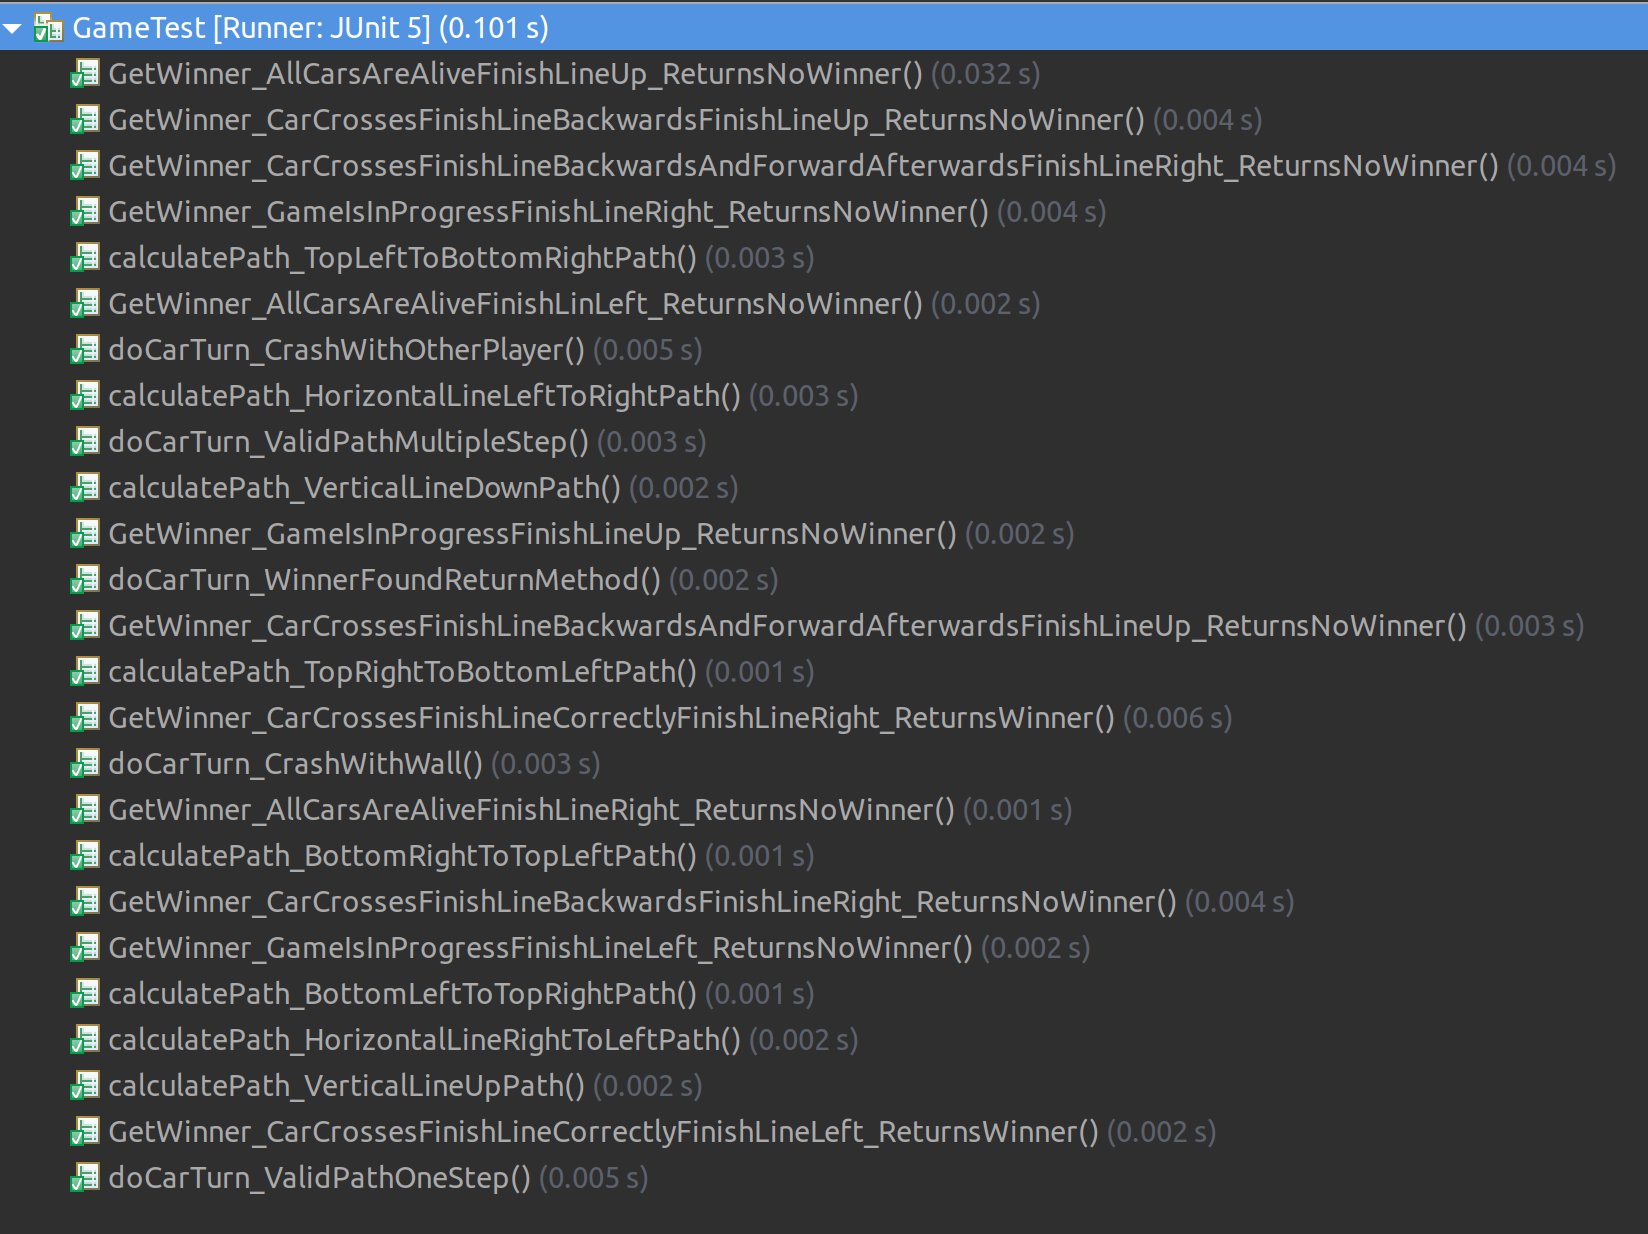 GameTest [Runner: JUnit 5] (0.101 s)
GetWinner_AllCarsAreAliveFinishLineUp_ReturnsNoWinner() (0.032 s)
GetWinner_CarCrossesFinishLineBackwardsFinishLineUp_ReturnsNoWinner() (0.004 s)
GetWinner_CarCrossesFinishLineBackwardsAndForwardAfterwardsFinishLineRight_ReturnsNoWinner() (0.004 s)
GetWinner_GameIsInProgressFinishLineRight_ReturnsNoWinner() (0.004 s)
calculatePath_TopLeftToBottomRightPath() (0.003 s)
GetWinner_AllCarsAreAliveFinishLinLeft_ReturnsNoWinner() (0.002 s)
doCarTurn_CrashWithOtherPlayer() (0.005 s)
calculatePath_HorizontalLineLeftToRightPath() (0.003 s)
doCarTurn_ValidPathMultipleStep() (0.003 s)
calculatePath_VerticalLineDownPath() (0.002 s)
GetWinner_GameIsInProgressFinishLineUp_ReturnsNoWinner() (0.002 s)
doCarTurn_WinnerFoundReturnMethod() (0.002 s)
GetWinner_CarCrossesFinishLineBackwardsAndForwardAfterwardsFinishLineUp_ReturnsNoWinner() (0.003 s)
calculatePath_TopRightToBottomLeftPath() (0.001 s)
GetWinner_CarCrossesFinishLineCorrectlyFinishLineRight_ReturnsWinner() (0.006 s)
doCarTurn_CrashWithWall() (0.003 s)
GetWinner_AllCarsAreAliveFinishLineRight_ReturnsNoWinner() (0.001 s)
calculatePath_BottomRightToTopLeftPath() (0.001 s)
GetWinner_CarCrossesFinishLineBackwardsFinishLineRight_ReturnsNoWinner() (0.004 s)
GetWinner_GameIsInProgressFinishLineLeft_ReturnsNoWinner() (0.002 s)
calculatePath_BottomLeftToTopRightPath() (0.001 s)
calculatePath_HorizontalLineRightToLeftPath() (0.002 s)
calculatePath_VerticalLineUpPath() (0.002 s)
GetWinner_CarCrossesFinishLineCorrectlyFinishLineLeft_ReturnsWinner() (0.002 s)
doCarTurn_ValidPathOneStep() (0.005 s)